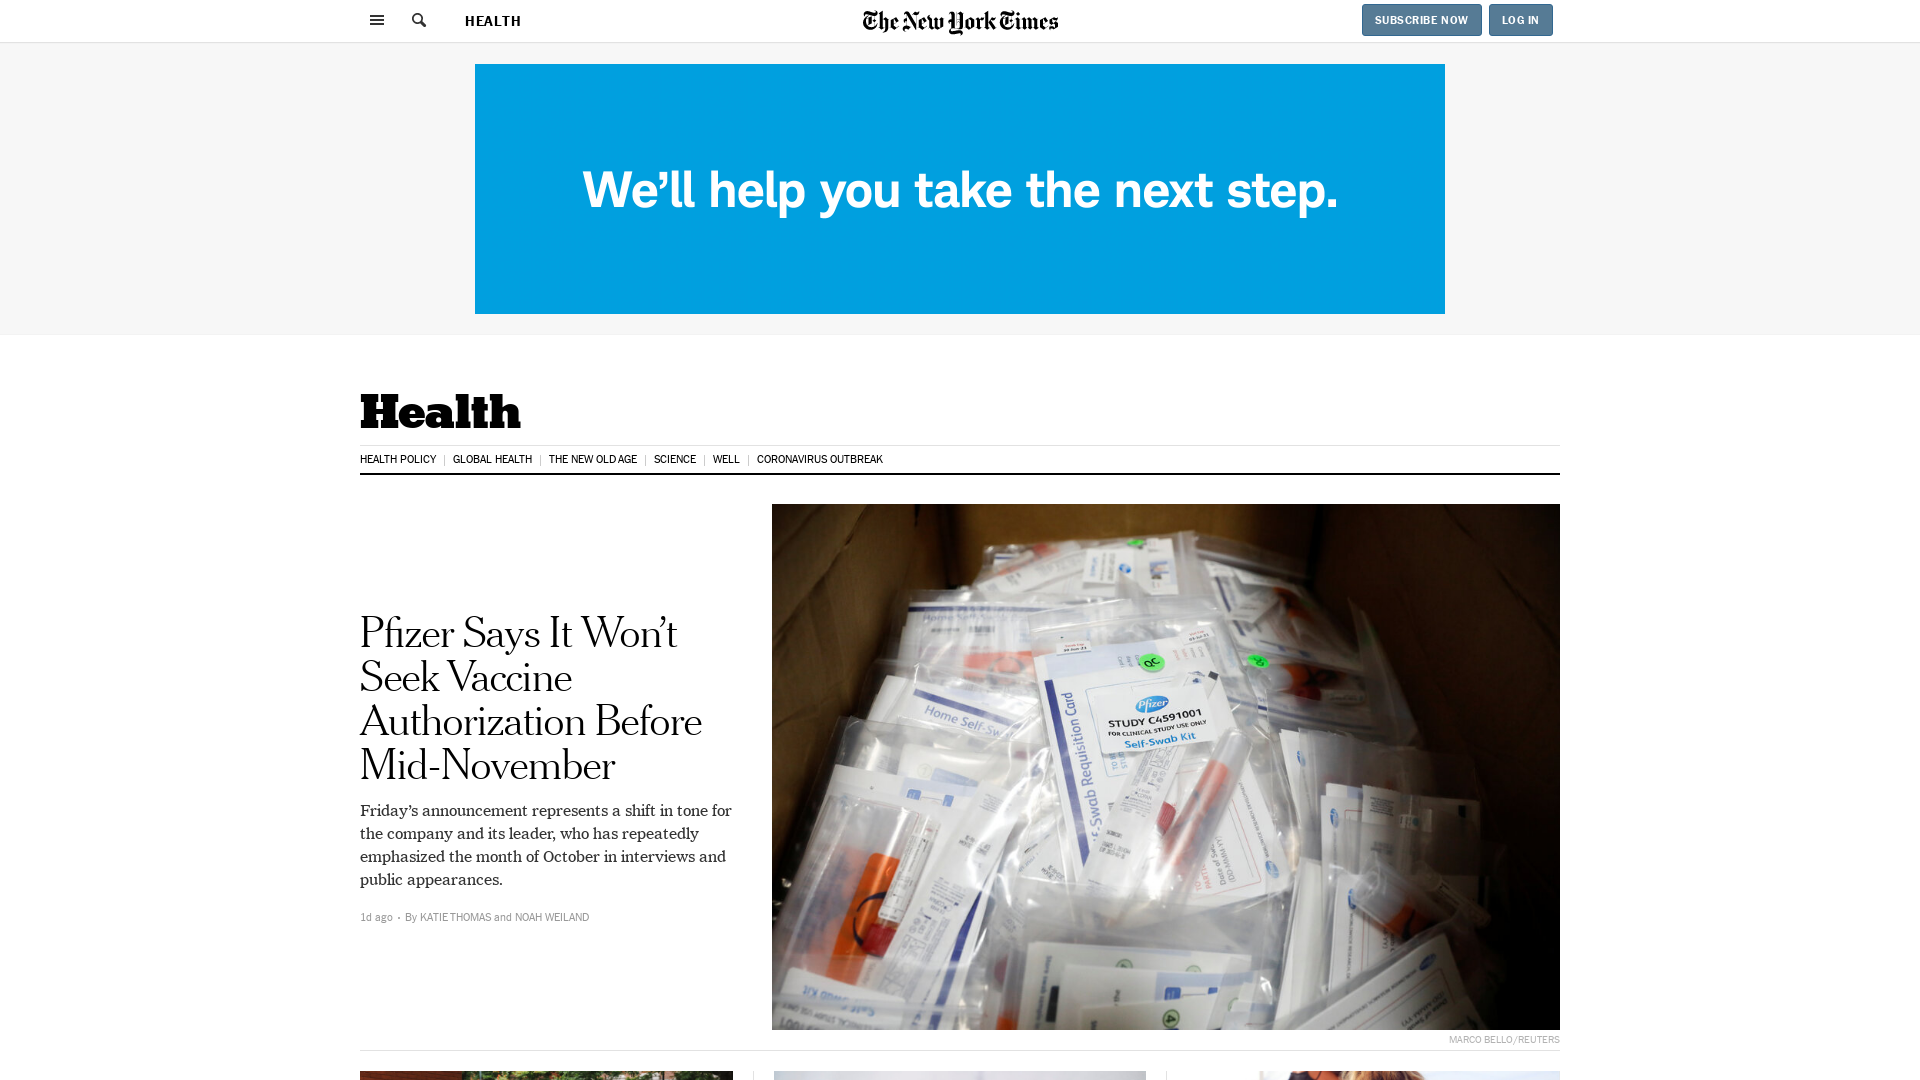 HEALTH
The New York Times
SUBSCRIBE NOW
LOG IN
We'll help you take the next step.
Health
HEALTH POLICY
GLOBAL HEALTH
THE NEW OLD AGE
SCIENCE
WELL
CORONAVIRUS OUTBREAK
Pfizer Says It Won't
Seek Vaccine
Authorization Before
Mid-November
Friday's announcement represents a shift in tone for
the company and its leader, who has repeatedly
emphasized the month of October in interviews and
public appearances.
1d ago • By KATIE THOMAS and NOAH WEILAND
QC
Pfizer
STUDY C4591001
FOR CLINICAL STUDY USE ONLY
Self-Swab Kit
Home Self-Sw
f-Swab Requisition Card
MARCO BELLO/REUTERS